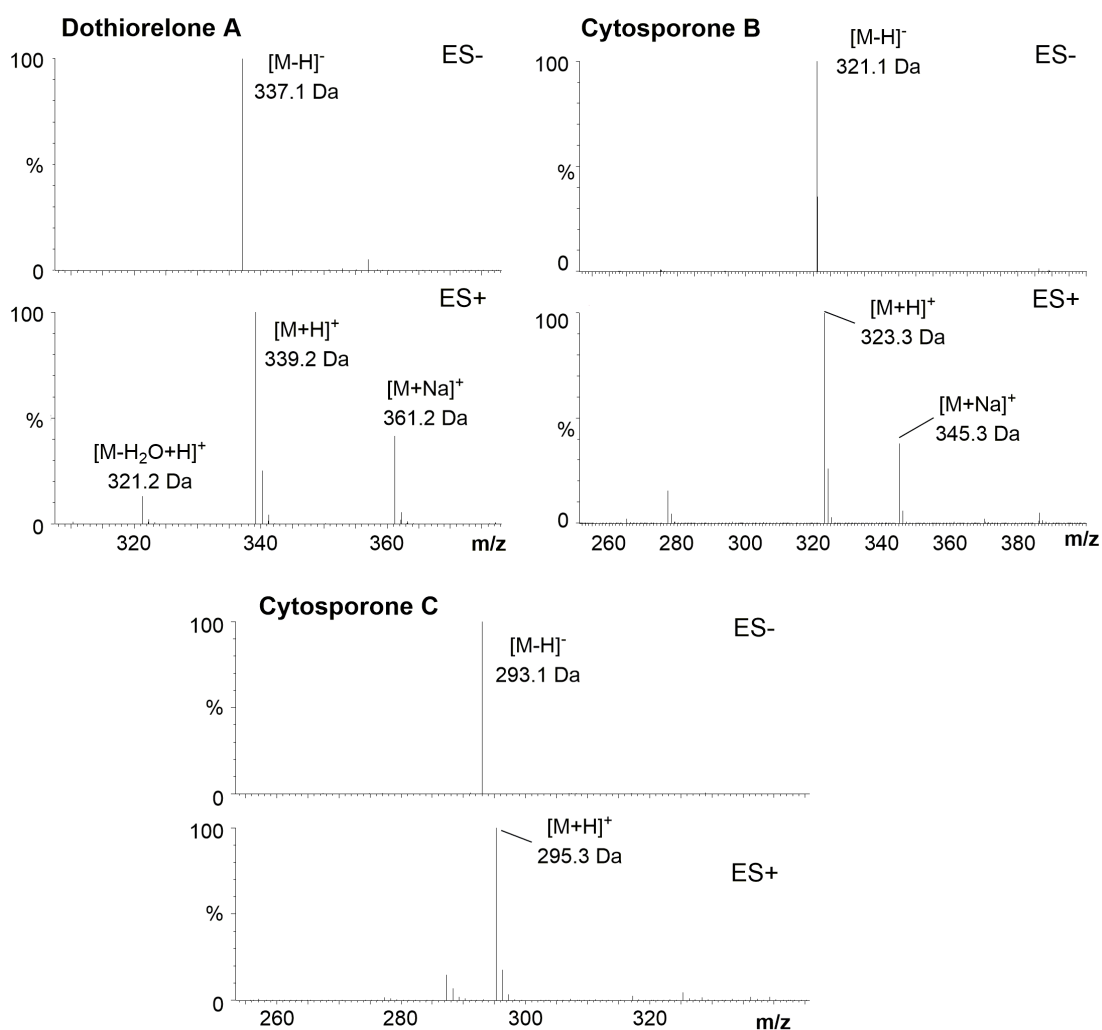 Dothiorelone A
ES-
100
[M-H]-
337.1 Da
%
0
ES+
100
[M+H]+
339.2 Da
[M+Na]+
361.2 Da
%
[M-H2O+H]+
321.2 Da
0
320 340 360 m/z
Cytosporone B
[M-H]-
321.1 Da
ES-
100
%
0
ES+
100
[M+H]+
323.3 Da
[M+Na]+
345.3 Da
%
0
260 280 300 320 340 360 380 m/z
Cytosporone C
100
ES-
[M-H]-
293.1 Da
%
0
100
[M+H]+
295.3 Da
ES+
%
0
260 280 300 320 m/z